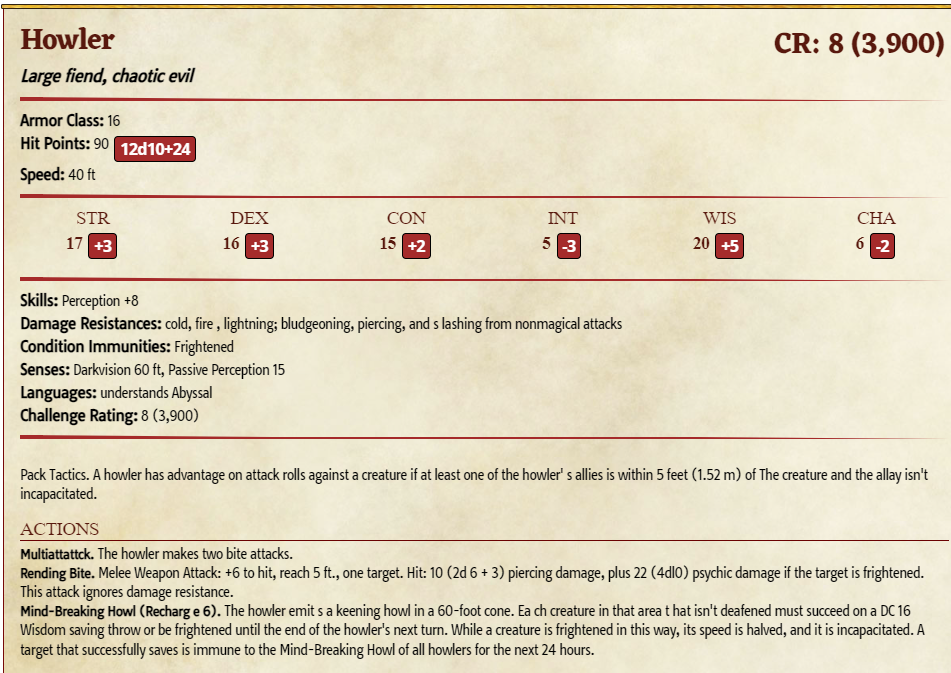 Howler
CR: 8 (3,900)
Large fiend, chaotic evil
Armor Class: 16
Hit Points: 90 12d10+24
Speed: 40 ft
STR DEX CON INT WIS CHA
17 +3 16 +3 15 +2 5 -3 20 +5 6 -2
Skills: Perception +8
Damage Resistances: cold, fire , lightning; bludgeoning, piercing, and s lashing from nonmagical attacks
Condition Immunities: Frightened
Senses: Darkvision 60 ft, Passive Perception 15
Languages: understands Abyssal
Challenge Rating: 8 (3,900)
Pack Tactics. A howler has advantage on attack rolls against a creature if at least one of the howler' s allies is within 5 feet (1.52 m) of The creature and the allay isn't
incapacitated.
ACTIONS
Multiattattck. The howler makes two bite attacks.
Rending Bite. Melee Weapon Attack: +6 to hit, reach 5 ft., one target. Hit: 10 (2d 6 + 3) piercing damage, plus 22 (4dl0) psychic damage if the target is frightened.
This attack ignores damage resistance.
Mind-Breaking Howl (Recharg e 6). The howler emit s a keening howl in a 60-foot cone. Ea ch creature in that area t hat isn't deafened must succeed on a DC 16
Wisdom saving throw or be frightened until the end of the howler's next turn. While a creature is frightened in this way, its speed is halved, and it is incapacitated. A
target that successfully saves is immune to the Mind-Breaking Howl of all howlers for the next 24 hours.